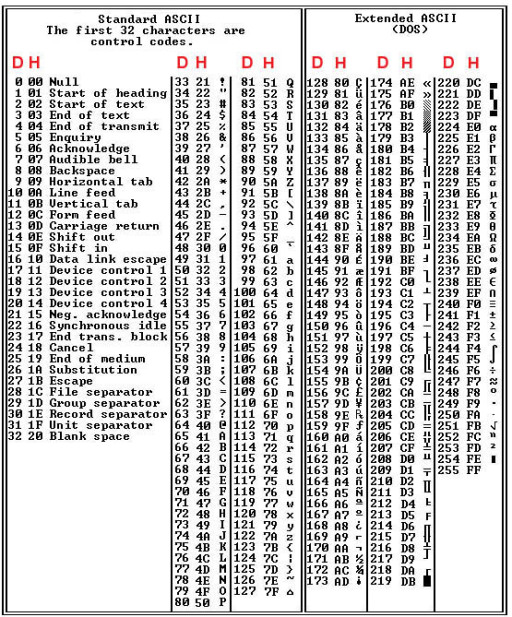 Standard ASCII
The first 32 characters are
control codes.
D H
0 00 Null
1 01 Start of heading
2 02 Start of text
3 03 End of text
4 04 End of transmit
5 05 Enquiry
6 06 Acknowledge
7 07 Audible bell
8 08 Backspace
9 09 Horizontal tab
10 0A Line feed
11 0B Vertical tab
12 0C Form feed
13 0D Carriage return
14 0E Shift out
15 0F Shift in
16 10 Data link escape
17 11 Device control 1
18 12 Device control 2
19 13 Device control 3
20 14 Device control 4
21 15 Neg. acknowledge
22 16 Synchronous idle
23 17 End trans. block
24 18 Cancel
25 19 End of medium
26 1A Substitution
27 1B Escape
28 1C File separator
29 1D Group separator
30 1E Record separator
31 1F Unit separator
32 20 Blank space
D H
33 21 !
34 22 "
35 23 #
36 24 $
37 25 %
38 26 &
39 27 '
40 28 (
41 29 )
42 2A *
43 2B +
44 2C ,
45 2D -
46 2E .
47 2F /
48 30 0
49 31 1
50 32 2
51 33 3
52 34 4
53 35 5
54 36 6
55 37 7
56 38 8
57 39 9
58 3A :
59 3B ;
60 3C <
61 3D =
62 3E >
63 3F ?
64 40 @
65 41 A
66 42 B
67 43 C
68 44 D
69 45 E
70 46 F
71 47 G
72 48 H
73 49 I
74 4A J
75 4B K
76 4C L
77 4D M
78 4E N
79 4F O
80 50 P
D H
81 51 Q
82 52 R
83 53 S
84 54 T
85 55 U
86 56 V
87 57 W
88 58 X
89 59 Y
90 5A Z
91 5B [
92 5C \
93 5D ]
94 5E ^
95 5F _
96 60 `
97 61 a
98 62 b
99 63 c
100 64 d
101 65 e
102 66 f
103 67 g
104 68 h
105 69 i
106 6A j
107 6B k
108 6C l
109 6D m
110 6E n
111 6F o
112 70 p
113 71 q
114 72 r
115 73 s
116 74 t
117 75 u
118 76 v
119 77 w
120 78 x
121 79 y
122 7A z
123 7B {
124 7C ¦
125 7D }
126 7E ~
127 7F ⌂
Extended ASCII
(DOS)
D H
128 80 Ç
129 81 ü
130 82 é
131 83 â
132 84 ä
133 85 à
134 86 å
135 87 ç
136 88 ê
137 89 ë
138 8A è
139 8B ï
140 8C î
141 8D ì
142 8E Ä
143 8F Å
144 90 É
145 91 æ
146 92 Æ
147 93 ô
148 94 ö
149 95 ò
150 96 û
151 97 ù
152 98 ÿ
153 99 Ö
154 9A Ü
155 9B ¢
156 9C £
157 9D ¥
158 9E ₧
159 9F ƒ
160 A0 á
161 A1 í
162 A2 ó
163 A3 ú
164 A4 ñ
165 A5 Ñ
166 A6 ª
167 A7 º
168 A8 ¿
169 A9 ⌐
170 AA ¬
171 AB ½
172 AC ¼
173 AD ¡
D H
174 AE «
175 AF »
176 B0 ░
177 B1 ▒
178 B2 ▓
179 B3 │
180 B4 ┤
181 B5 ╡
182 B6 ╢
183 B7 ╖
184 B8 ╕
185 B9 ╣
186 BA ║
187 BB ╗
188 BC ╝
189 BD ╜
190 BE ╛
191 BF ┐
192 C0 └
193 C1 ┴
194 C2 ┬
195 C3 ├
196 C4 ─
197 C5 ┼
198 C6 ╞
199 C7 ╟
200 C8 ╚
201 C9 ╔
202 CA ╩
203 CB ╦
204 CC ╠
205 CD ═
206 CE ╬
207 CF ╧
208 D0 ╨
209 D1 ╤
210 D2 ╥
211 D3 ╙
212 D4 ╘
213 D5 ╒
214 D6 ╓
215 D7 ╫
216 D8 ╪
217 D9 ┘
218 DA ┌
219 DB █
D H
220 DC ▄
221 DD ▌
222 DE ▐
223 DF ▀
224 E0 α
225 E1 β
226 E2 Γ
227 E3 Π
228 E4 Σ
229 E5 σ
230 E6 μ
231 E7 τ
232 E8 Φ
233 E9 Θ
234 EA Ω
235 EB δ
236 EC ∞
237 ED ø
238 EE ∈
239 EF ∩
240 F0 ≡
241 F1 ±
242 F2 ≥
243 F3 ≤
244 F4 ⌠
245 F5 ⌡
246 F6 ÷
247 F7 ≈
248 F8 °
249 F9 ∙
250 FA ·
251 FB √
252 FC ⁿ
253 FD ²
254 FE ■
255 FF